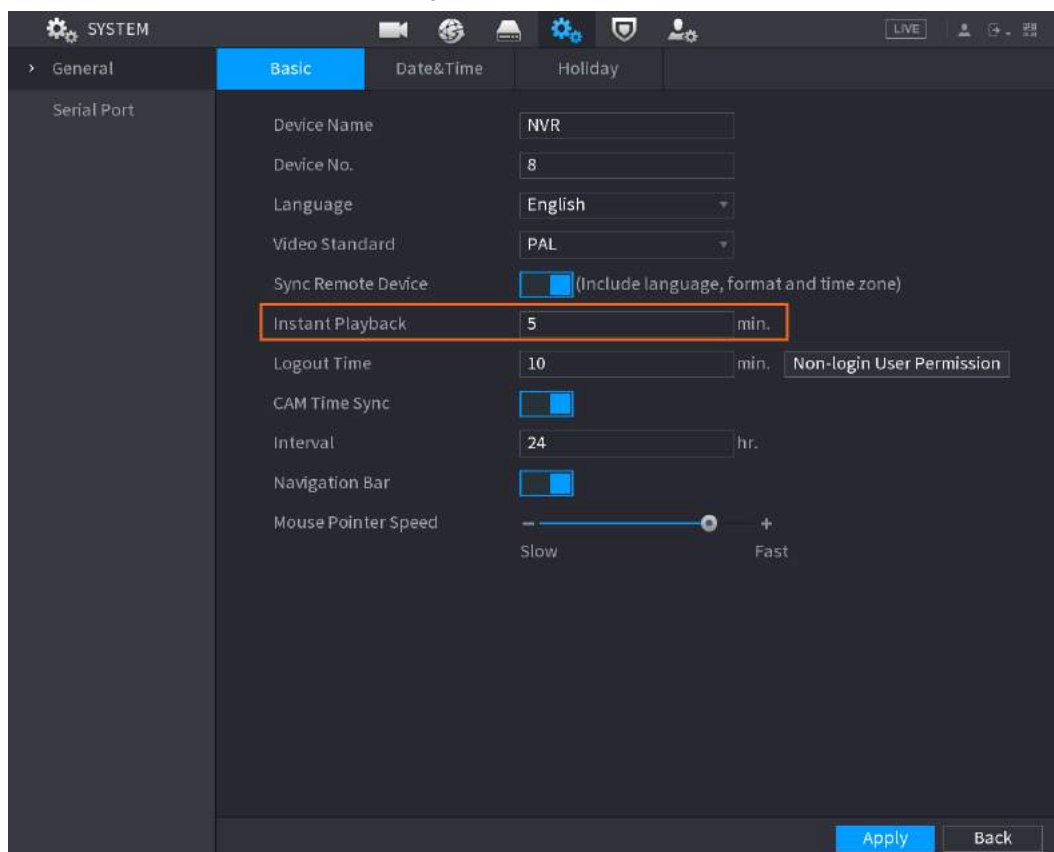 SYSTEM LIVE
General Basic Date&Time Holiday
Serial Port
Device Name NVR
Device No. 8
Language English
Video Standard PAL
Sync Remote Device (Include language, format and time zone)
Instant Playback 5 min.
Logout Time 10 min. Non-login User Permission
CAM Time Sync
Interval 24 hr.
Navigation Bar
Mouse Pointer Speed
Slow Fast
Apply Back